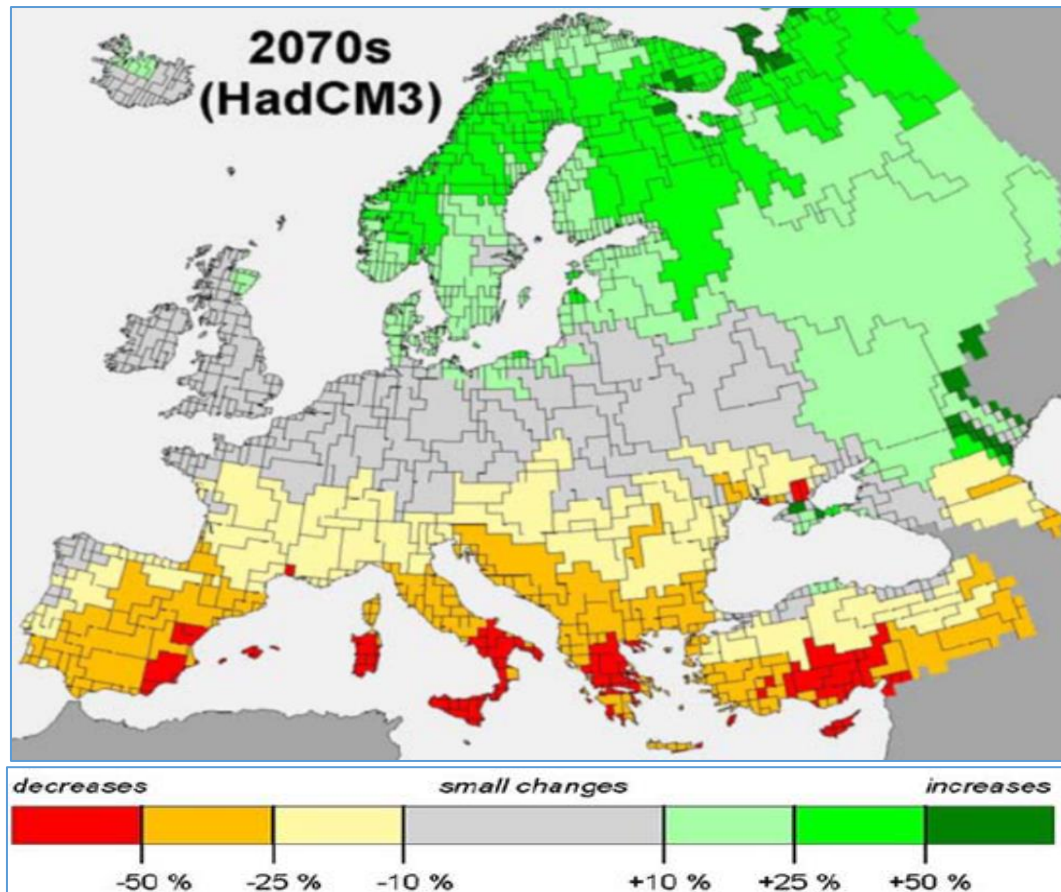 2070s
(HadCM3)
decreases small changes increases
-50 % -25 % -10 % +10 % +25 % +50 %